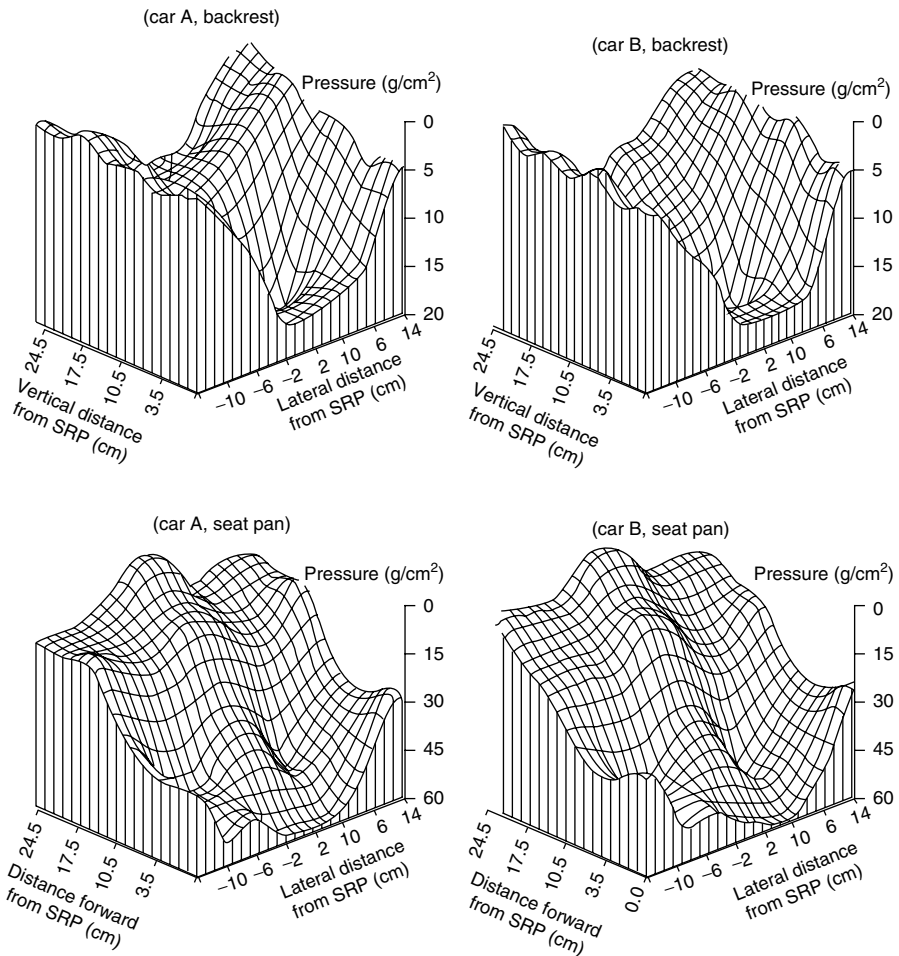 (car A, backrest)
Pressure (g/cm²)
0
5
10
15
20
24.5
17.5
10.5
3.5
Vertical distance
from SRP (cm)
–10
–6
–2
2
10
6
14
Lateral distance
from SRP (cm)
(car B, backrest)
Pressure (g/cm²)
0
5
10
15
20
24.5
17.5
10.5
3.5
Vertical distance
from SRP (cm)
–10
–6
–2
2
10
6
14
Lateral distance
from SRP (cm)
(car A, seat pan)
Pressure (g/cm²)
0
15
30
45
60
24.5
17.5
10.5
3.5
Distance forward
from SRP (cm)
–10
–6
–2
2
10
6
14
Lateral distance
from SRP (cm)
(car B, seat pan)
Pressure (g/cm²)
0
15
30
45
60
24.5
17.5
10.5
3.5
0.0
Distance forward
from SRP (cm)
–10
–6
–2
2
10
6
14
Lateral distance
from SRP (cm)